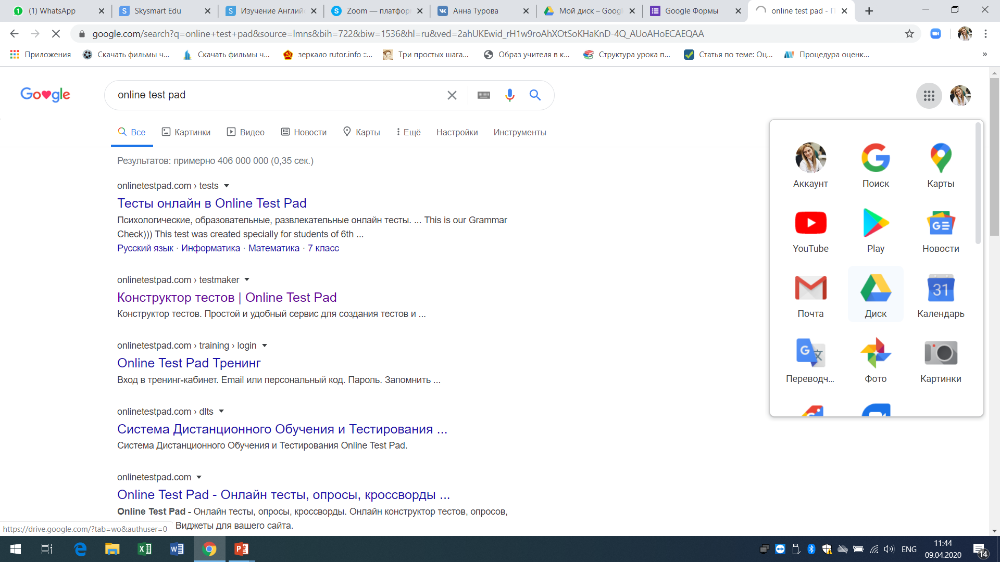 (1) WhatsApp
Skysmart Edu
Изучение Английс
Zoom — платфор
Анна Турова
Мой диск – Googl
Google Формы
online test pad - П
google.com/search?q=online+test+pad&source=lmns&bih=722&biw=1536&hl=ru&ved=2ahUKEwid_rH1w9roAhXOtSoKHaKnD-4Q_AUoAHoECAEQAA
Приложения
Скачать фильмы ч...
Скачать фильмы ч...
зеркало rutor.info ::...
Три простых шага...
Образ учителя в к...
Структура урока п...
Статья по теме: Оц...
Процедура оценк...
»
Google
online test pad
Все
Картинки
Видео
Новости
Карты
Ещё
Настройки
Инструменты
Результатов: примерно 406 000 000 (0,35 сек.)
onlinetestpad.com › tests
Тесты онлайн в Online Test Pad
Психологические, образовательные, развлекательные онлайн тесты. ... This is our Grammar
Check))) This test was created specially for students of 6th ...
Русский язык · Информатика · Математика · 7 класс
onlinetestpad.com › testmaker
Конструктор тестов | Online Test Pad
Конструктор тестов. Простой и удобный сервис для создания тестов и ...
onlinetestpad.com › training › login
Online Test Pad Тренинг
Вход в тренинг-кабинет. Email или персональный код. Пароль. Запомнить ...
onlinetestpad.com › dlts
Система Дистанционного Обучения и Тестирования ...
Система Дистанционного Обучения и Тестирования Online Test Pad.
onlinetestpad.com
Online Test Pad - Онлайн тесты, опросы, кроссворды ...
Online Test Pad - Онлайн тесты, опросы, кроссворды. Онлайн конструктор тестов, опросов,
Виджеты для вашего сайта.
Аккаунт
Поиск
Карты
YouTube
Play
Новости
Почта
Диск
31
Календарь
Переводч...
Фото
Картинки
https://drive.google.com/?tab=wo&authuser=0
ENG
11:44
09.04.2020
14